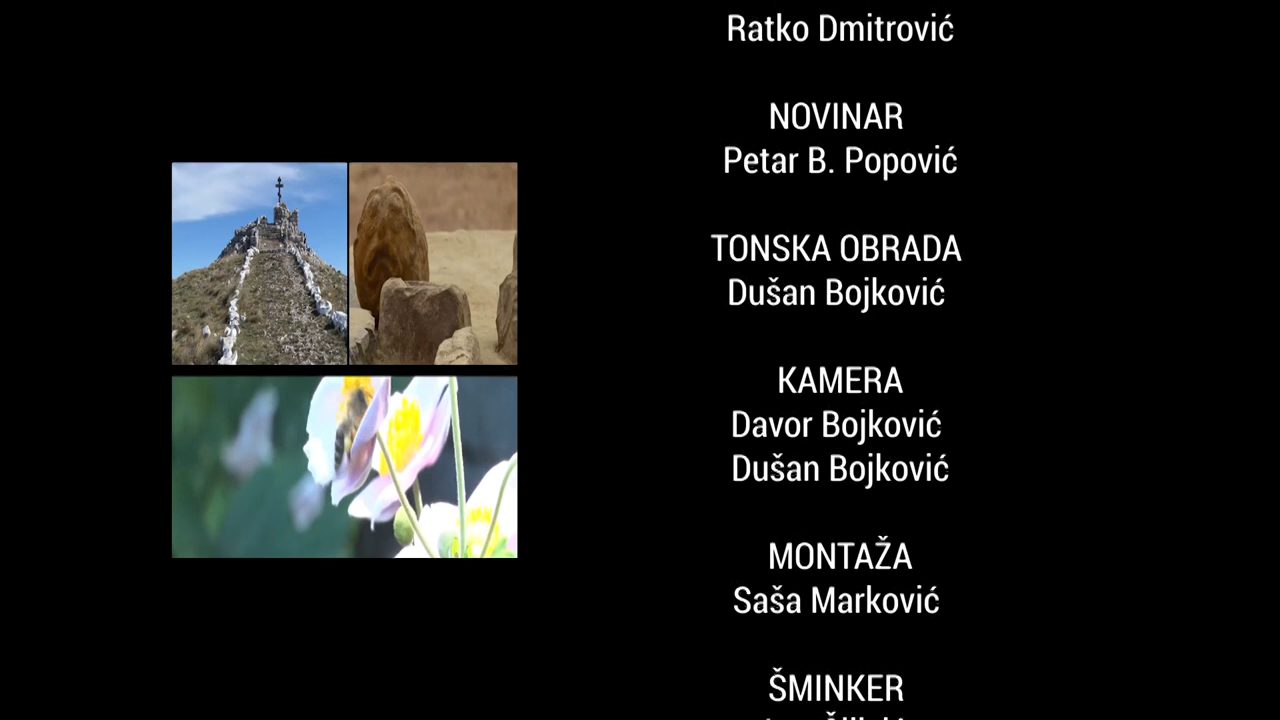 Ratko Dmitrović
NOVINAR
Petar B. Popović
TONSKA OBRADA
Dušan Bojković
KAMERA
Davor Bojković
Dušan Bojković
MONTAŽA
Saša Marković
ŠMINKER